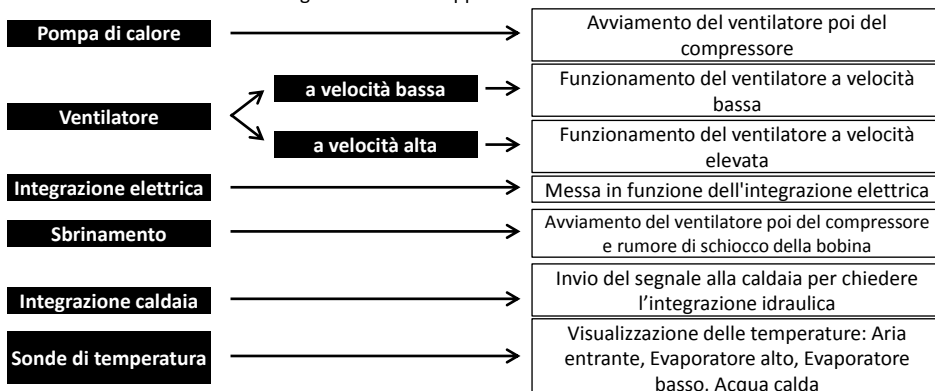 Pompa di calore
Avviamento del ventilatore poi del
compressore
Ventilatore
a velocità bassa
Funzionamento del ventilatore a velocità
bassa
a velocità alta
Funzionamento del ventilatore a velocità
elevata
Integrazione elettrica
Messa in funzione dell'integrazione elettrica
Sbrinamento
Avviamento del ventilatore poi del compressore
e rumore di schiocco della bobina
Integrazione caldaia
Invio del segnale alla caldaia per chiedere
l’integrazione idraulica
Sonde di temperatura
Visualizzazione delle temperature: Aria
entrante, Evaporatore alto, Evaporatore
basso, Acqua calda